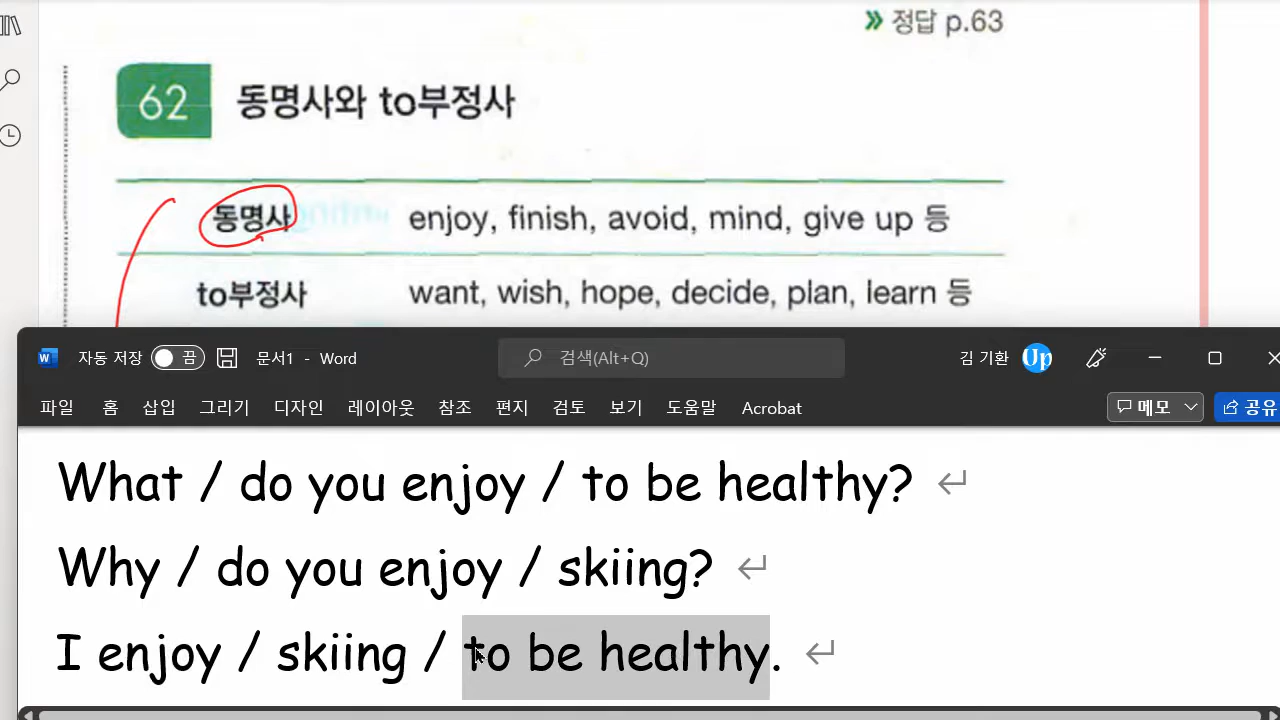 정답 p.63
62 동명사와 to부정사
동명사 enjoy, finish, avoid, mind, give up 등
to부정사 want, wish, hope, decide, plan, learn 등
자동 저장 끔 문서1 - Word 검색(Alt+Q) 김 기환 Up
파일 홈 삽입 그리기 디자인 레이아웃 참조 편지 검토 보기 도움말 Acrobat 메모 공유
What / do you enjoy / to be healthy?
Why / do you enjoy / skiing?
I enjoy / skiing / to be healthy.